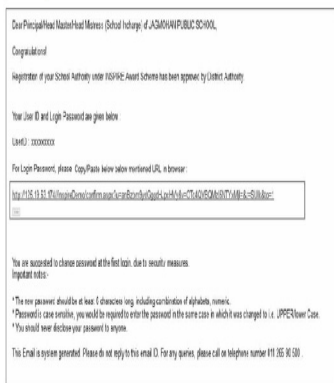 Dear Principal/Head Master/Head Mistress (School Incharge) of JAGMOHAN PUBLIC SCHOOL,
Congratulations!
Registration of your School Authority under INSPIRE Award Scheme has been approved by District Authority
Your User ID and Login Password are given below :
UserID : xxxxxxxxx
For Login Password, please Copy/Paste below below mentioned URL in browser :
You are suggested to change password at the first login, due to security measures.
Important notes:-
* The new password should be at least 6 characters long, including combination of alphabets, numeric.
* Password is case sensitive, you would be required to enter the password in the same case in which it was changed to i.e. UPPER/lower Case.
* You should never disclose your password to anyone.
This Email is system generated. Please do not reply to this email ID. For any queries, please call on telephone number 011 265 90 500 .